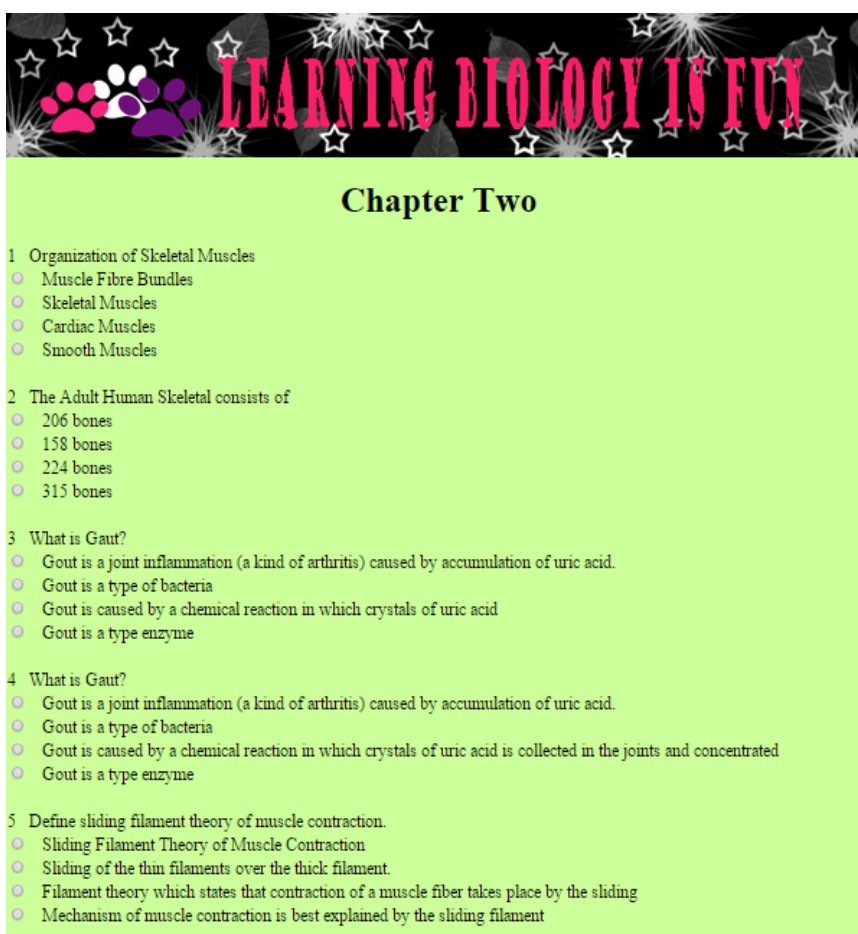 LEARNING BIOLOGY IS FUN
Chapter Two
1 Organization of Skeletal Muscles
Muscle Fibre Bundles
Skeletal Muscles
Cardiac Muscles
Smooth Muscles
2 The Adult Human Skeletal consists of
206 bones
158 bones
224 bones
315 bones
3 What is Gaut?
Gout is a joint inflammation (a kind of arthritis) caused by accumulation of uric acid.
Gout is a type of bacteria
Gout is caused by a chemical reaction in which crystals of uric acid
Gout is a type enzyme
4 What is Gaut?
Gout is a joint inflammation (a kind of arthritis) caused by accumulation of uric acid.
Gout is a type of bacteria
Gout is caused by a chemical reaction in which crystals of uric acid is collected in the joints and concentrated
Gout is a type enzyme
5 Define sliding filament theory of muscle contraction.
Sliding Filament Theory of Muscle Contraction
Sliding of the thin filaments over the thick filament.
Filament theory which states that contraction of a muscle fiber takes place by the sliding
Mechanism of muscle contraction is best explained by the sliding filament